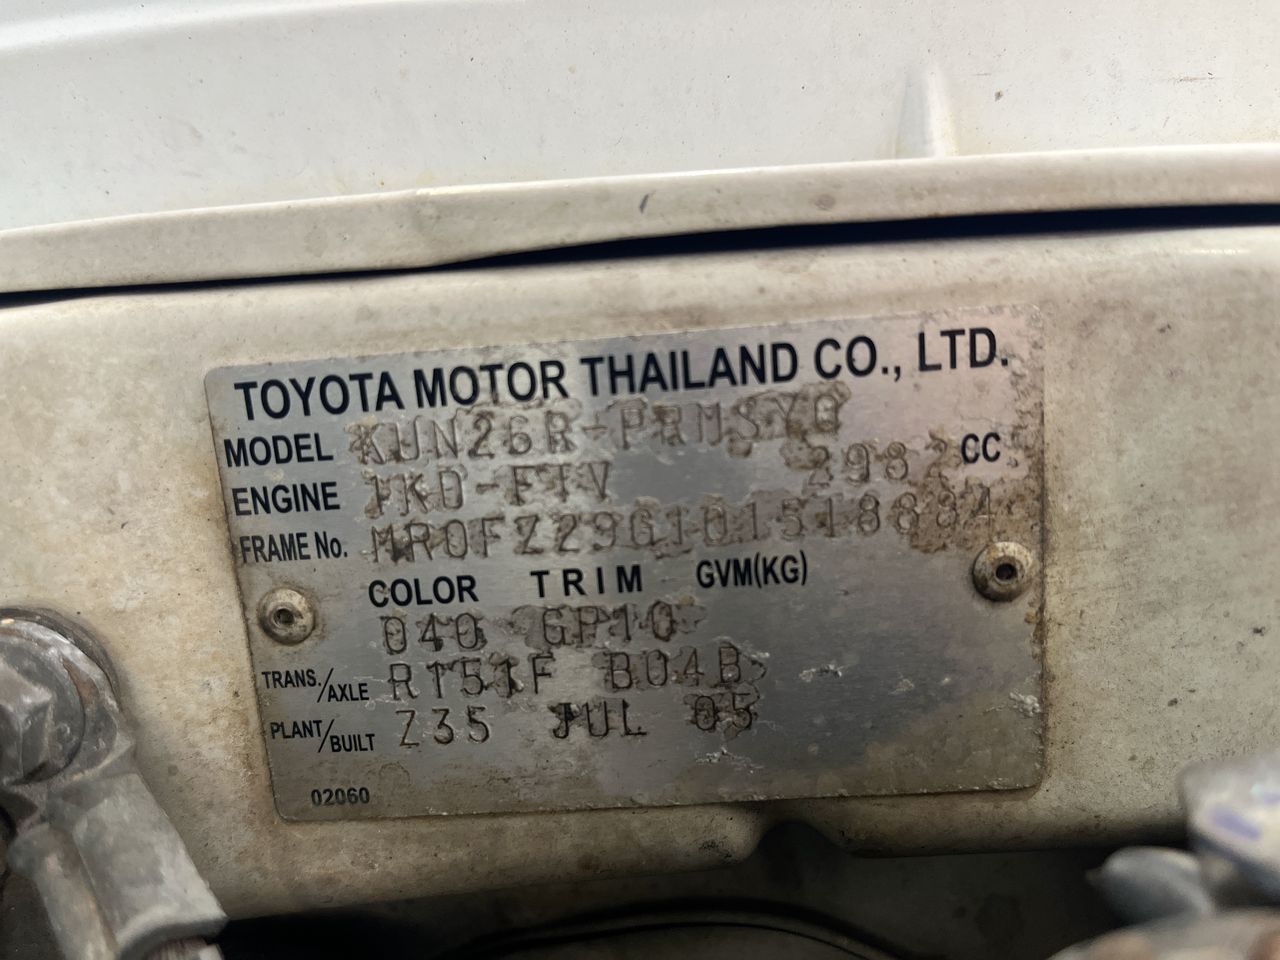 TOYOTA MOTOR THAILAND CO., LTD.
MODEL KUN26R-PRMSYQ
ENGINE 1KD-FTV 2982 CC
FRAME No.
COLOR TRIM GVM(KG)
040 GP10
TRANS./AXLE R151F B04B
PLANT/BUILT Z35 JUL 05
02060